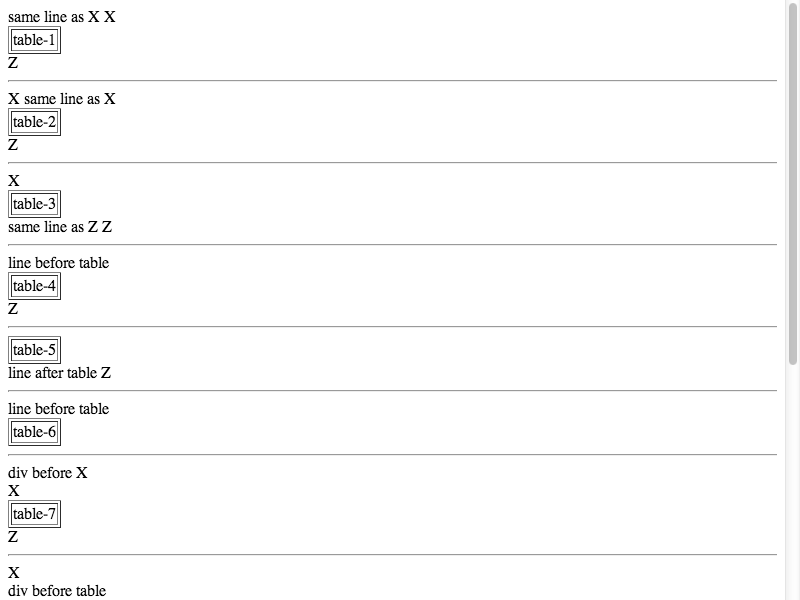 same line as X X
table-1
Z
X same line as X
table-2
Z
X
table-3
same line as Z Z
line before table
table-4
Z
table-5
line after table Z
line before table
table-6
div before X
X
table-7
Z
X
div before table